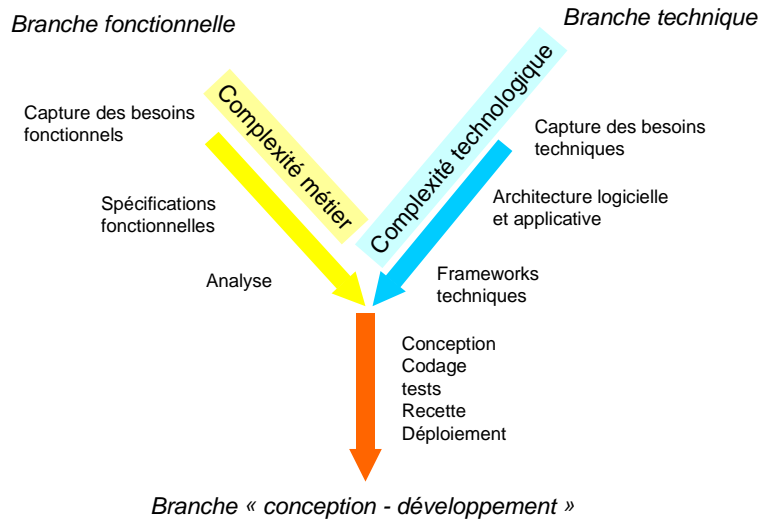 Branche fonctionnelle
Branche technique
Complexité métier
Complexité technologique
Capture des besoins
fonctionnels
Capture des besoins
techniques
Spécifications
fonctionnelles
Architecture logicielle
et applicative
Analyse
Frameworks
techniques
Conception
Codage
tests
Recette
Déploiement
Branche « conception - développement »